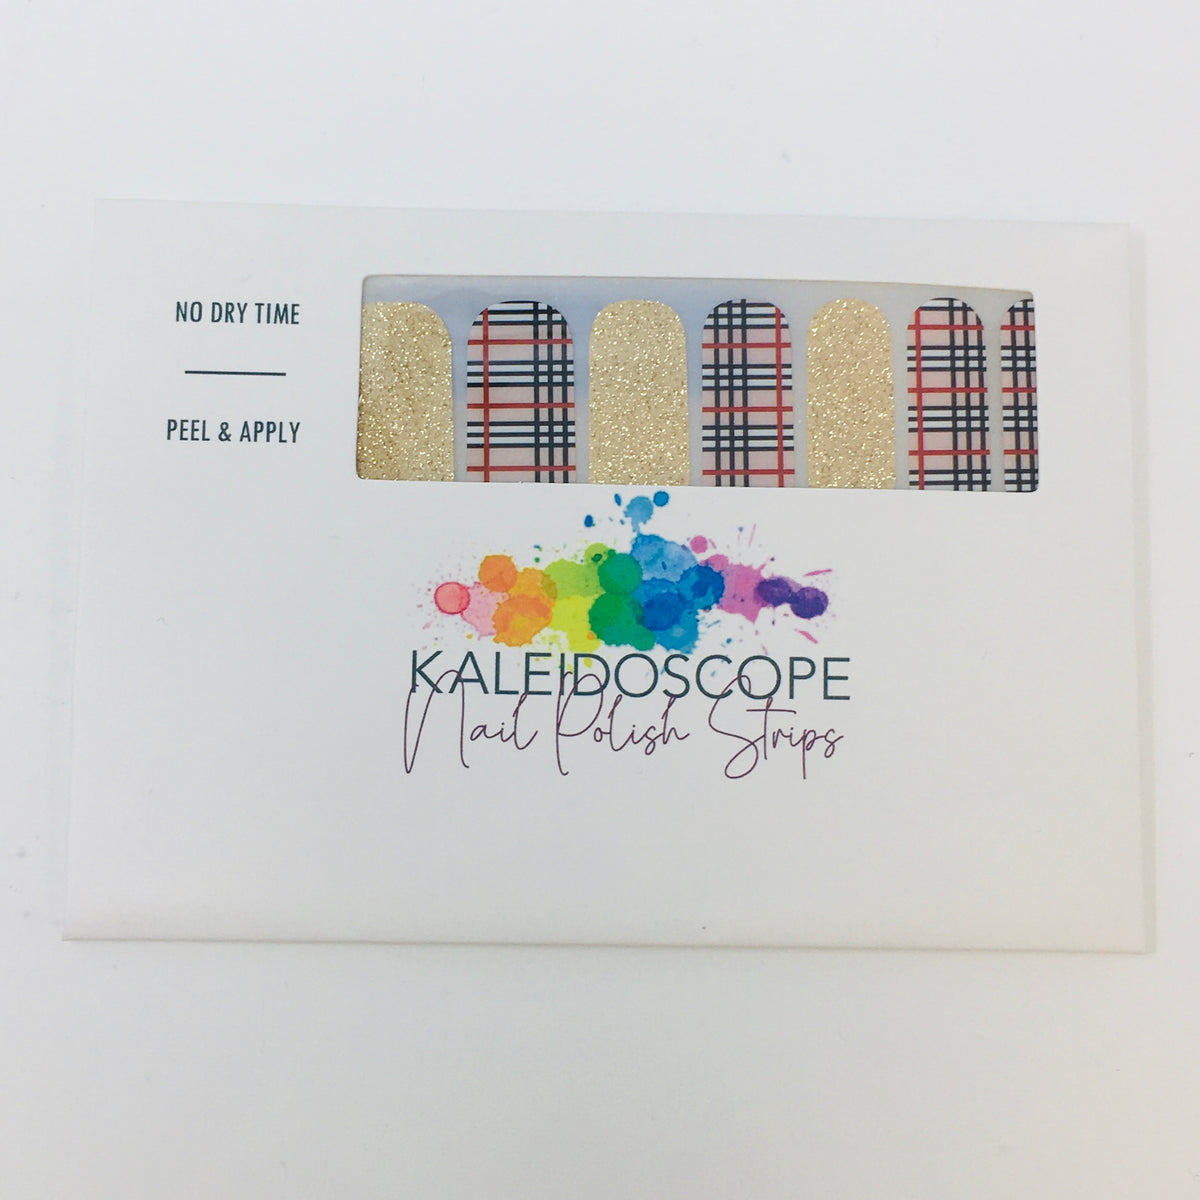 NO DRY TIME
PEEL & APPLY
KALEIDOSCOPE
Nail Polish Strips